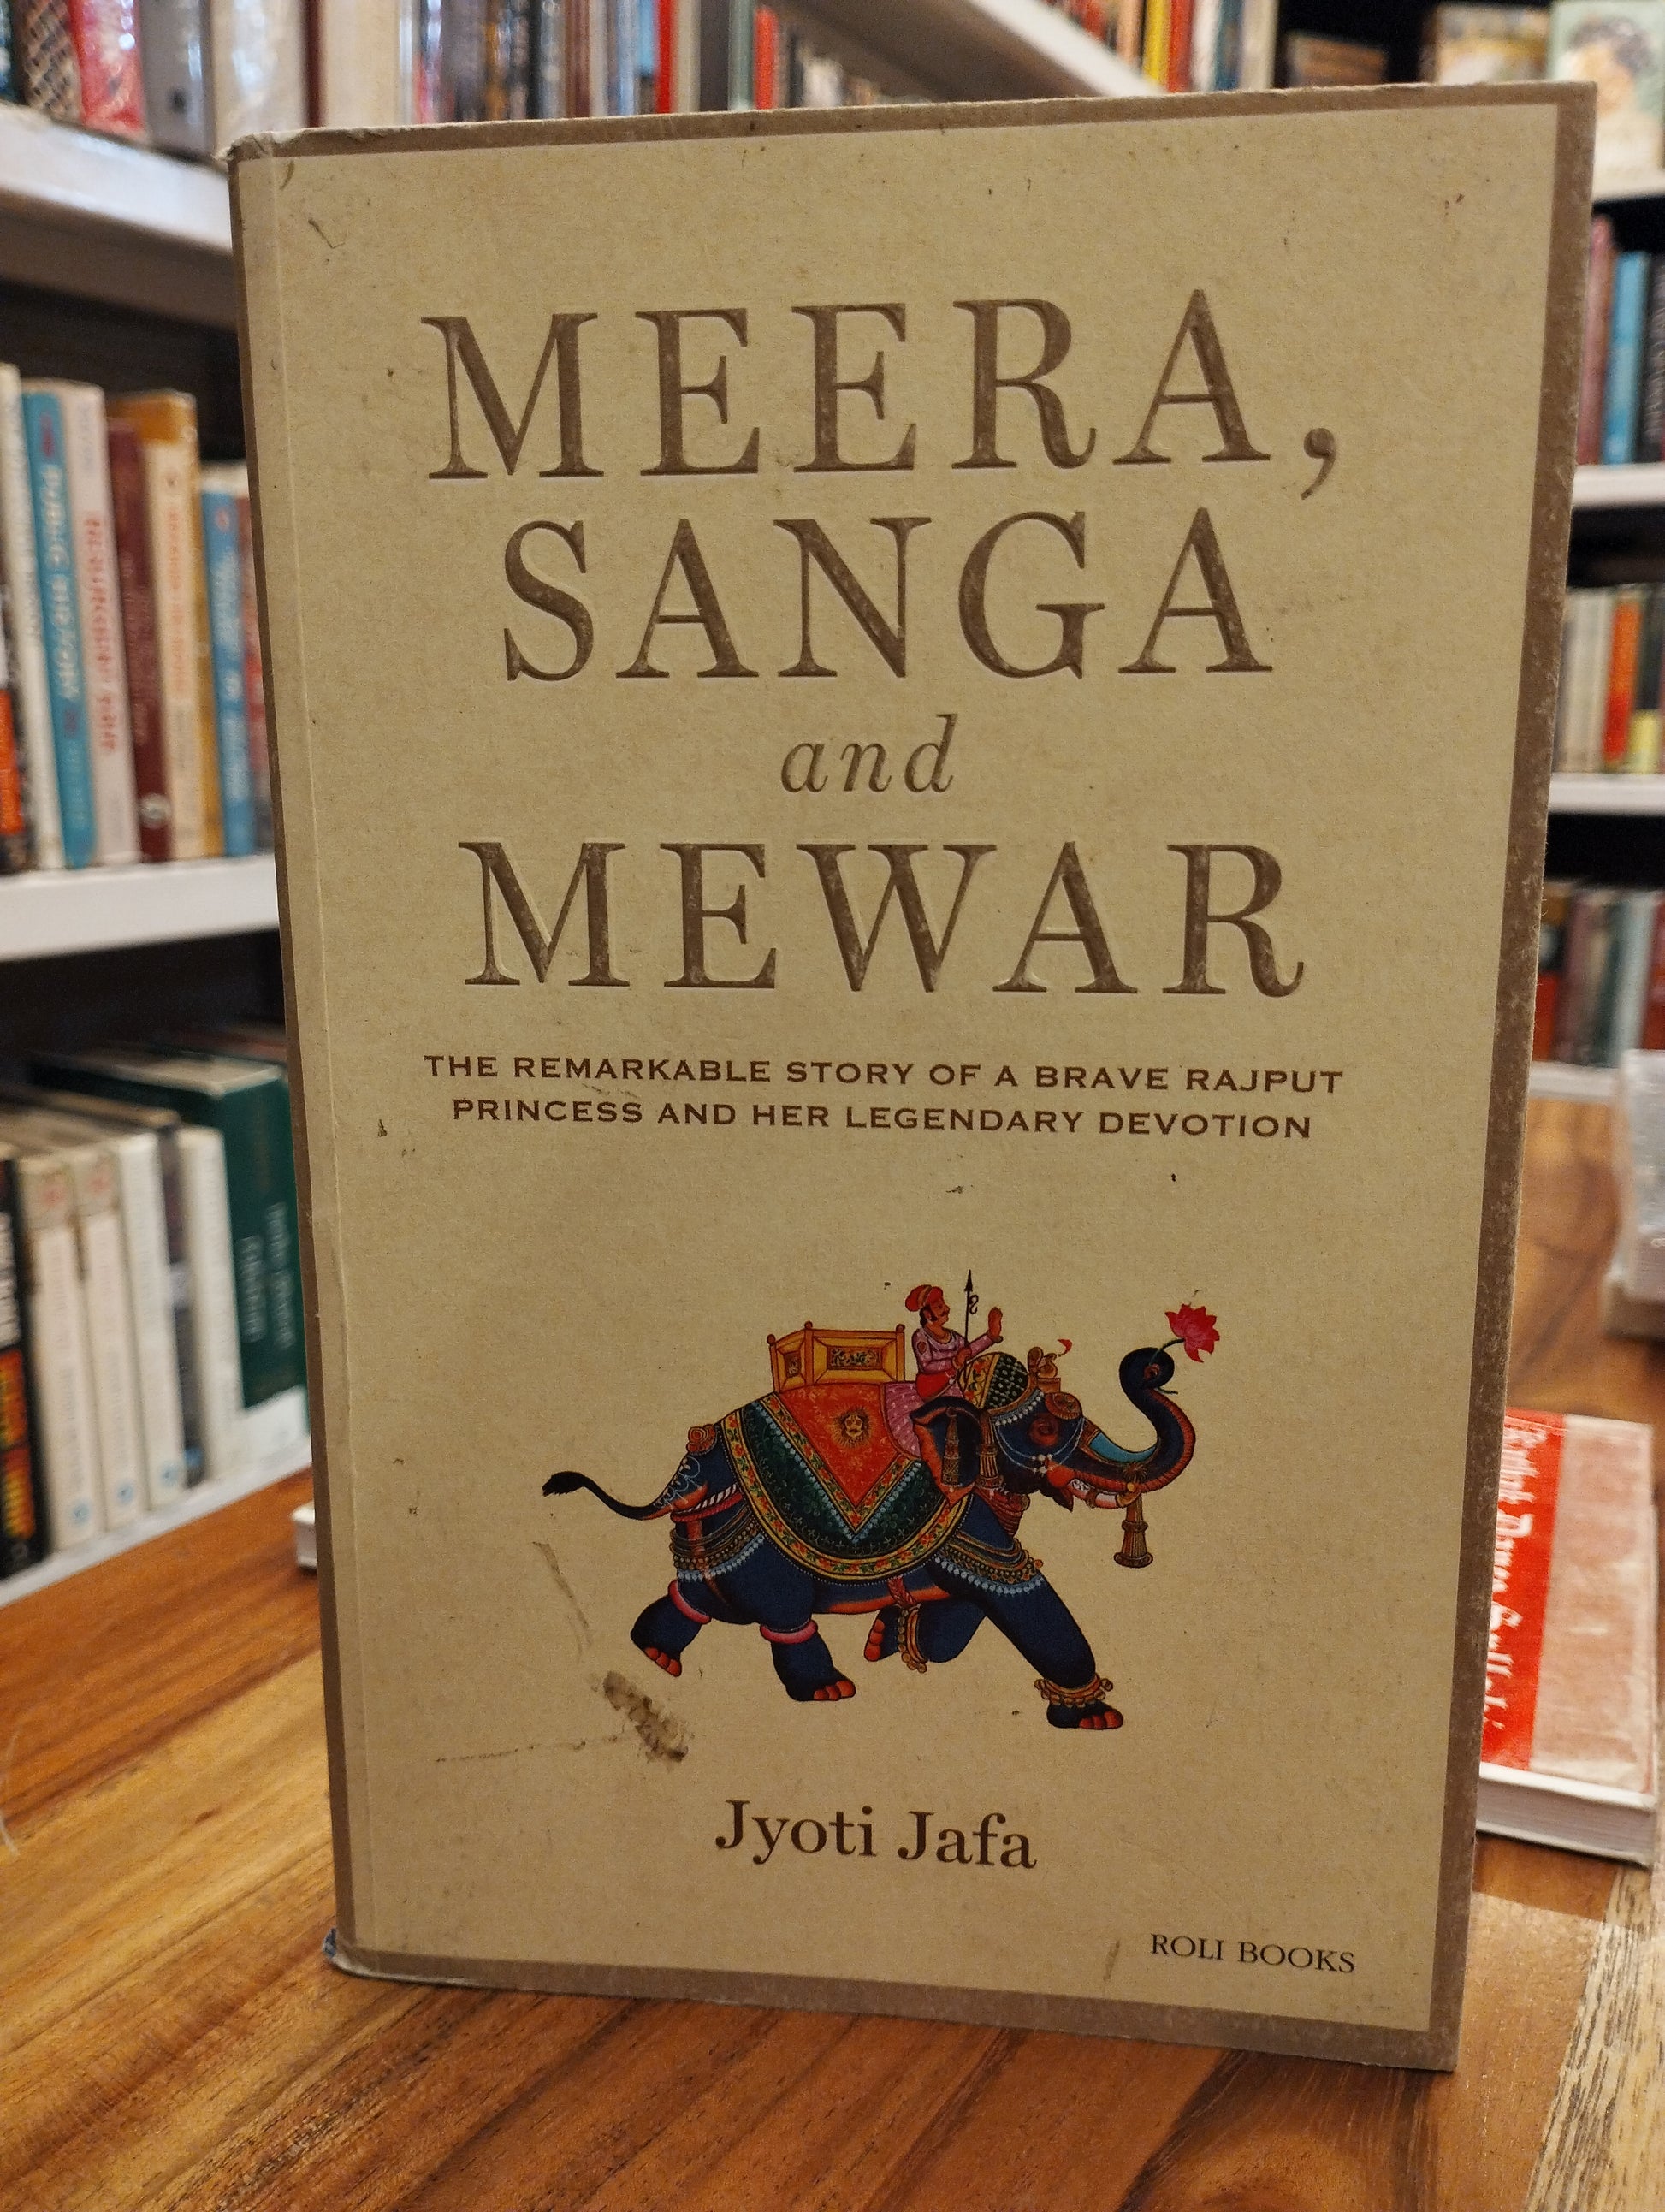 MEERA,
SANGA
and
MEWAR
THE REMARKABLE STORY OF A BRAVE RAJPUT
PRINCESS AND HER LEGENDARY DEVOTION
Jyoti Jafa
ROLI BOOKS